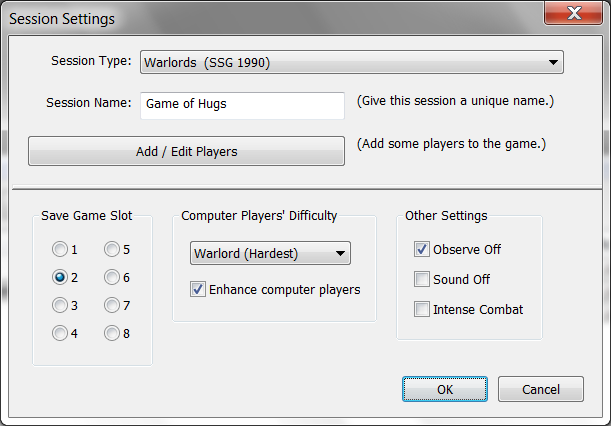 Session Settings
Session Type: Warlords (SSG 1990)
Session Name: Game of Hugs (Give this session a unique name.)
Add / Edit Players (Add some players to the game.)
Save Game Slot
1 5
2 6
3 7
4 8
Computer Players' Difficulty
Warlord (Hardest)
Enhance computer players
Other Settings
Observe Off
Sound Off
Intense Combat
OK Cancel